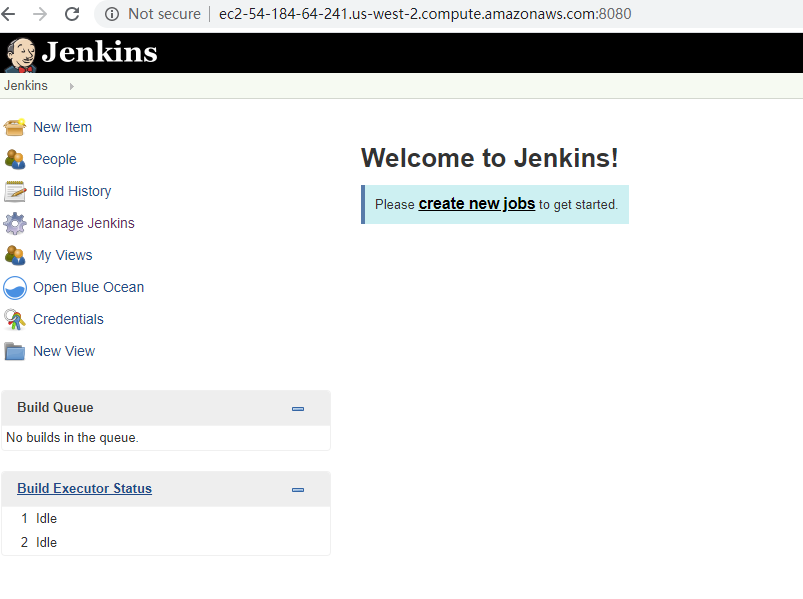 Not secure | ec2-54-184-64-241.us-west-2.compute.amazonaws.com:8080
Jenkins
Jenkins
New Item
People
Build History
Manage Jenkins
My Views
Open Blue Ocean
Credentials
New View
Welcome to Jenkins!
Please create new jobs to get started.
Build Queue
No builds in the queue.
Build Executor Status
1 Idle
2 Idle